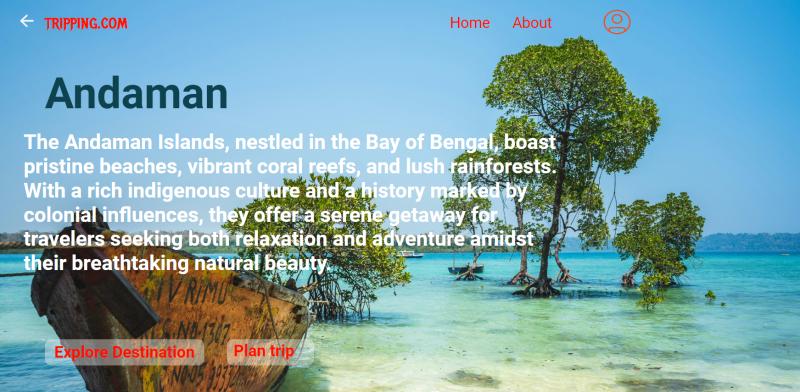 TRIPPING.COM
Home
About
Andaman
The Andaman Islands, nestled in the Bay of Bengal, boast
pristine beaches, vibrant coral reefs, and lush rainforests.
With a rich indigenous culture and a history marked by
colonial influences, they offer a serene getaway for
travelers seeking both relaxation and adventure amidst
their breathtaking natural beauty.
Explore Destination
Plan trip